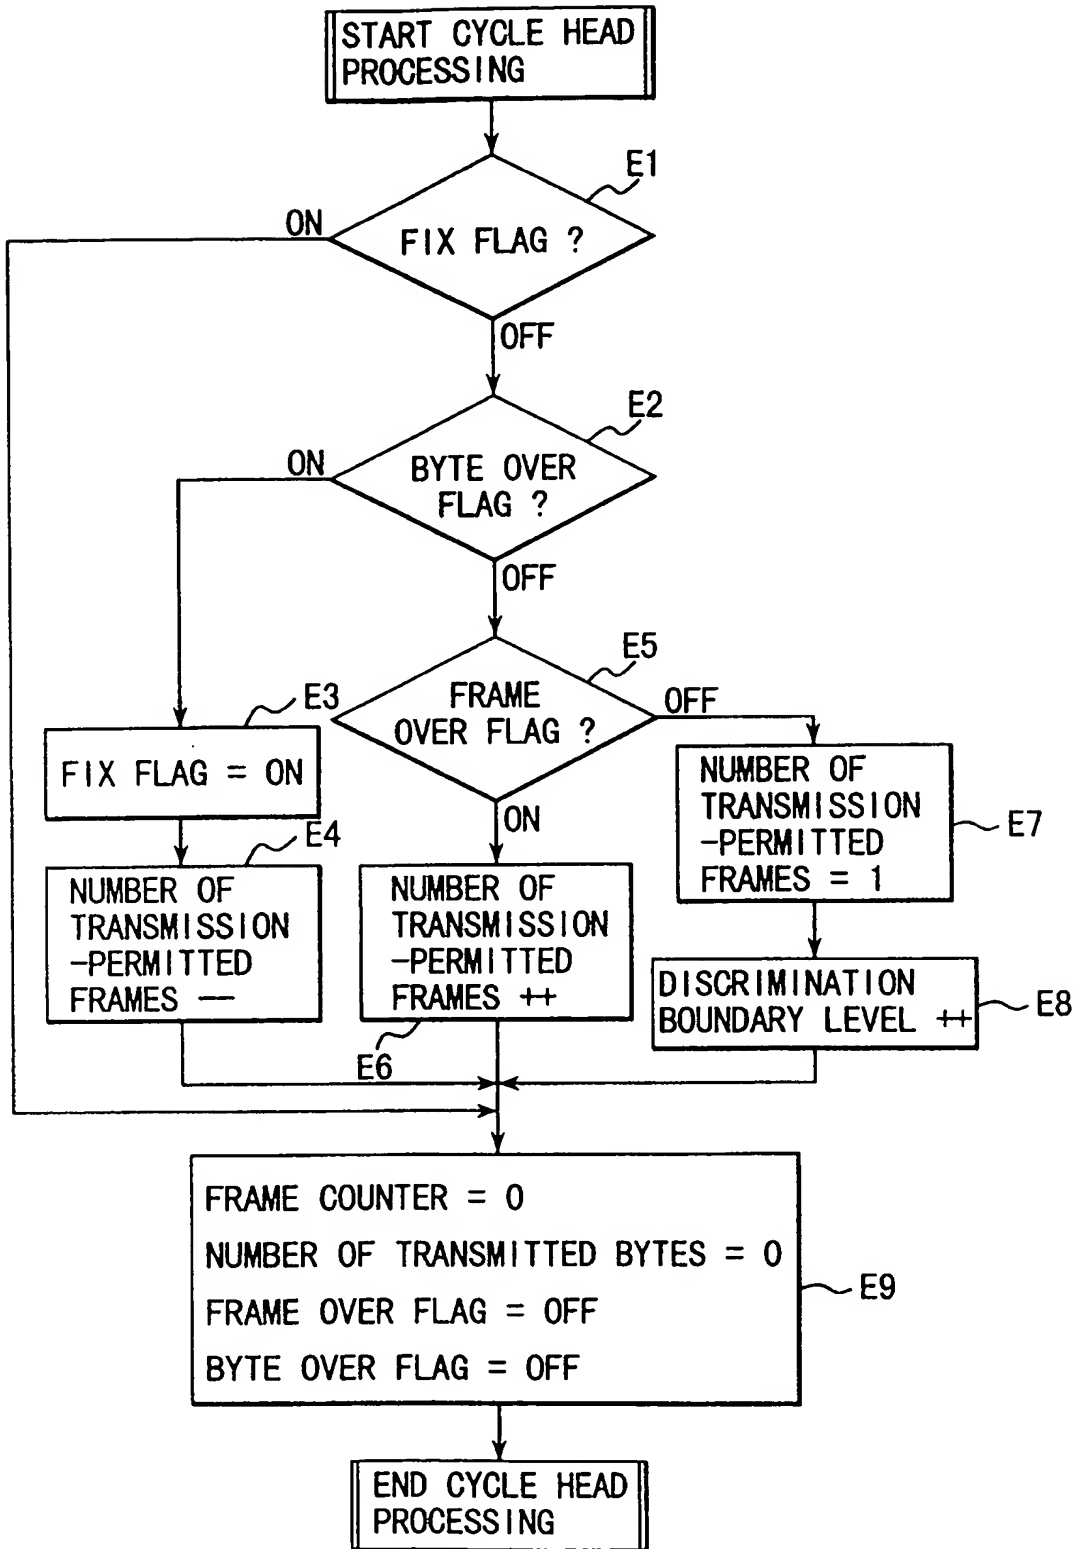 START CYCLE HEAD
PROCESSING
E1
ON
FIX FLAG ?
OFF
E2
ON
BYTE OVER
FLAG ?
OFF
E5
FRAME
OVER FLAG ?
OFF
ON
E3
FIX FLAG = ON
E4
NUMBER OF
TRANSMISSION
-PERMITTED
FRAMES --
NUMBER OF
TRANSMISSION
-PERMITTED
FRAMES ++
E6
NUMBER OF
TRANSMISSION
-PERMITTED
FRAMES = 1
E7
DISCRIMINATION
BOUNDARY LEVEL ++
E8
FRAME COUNTER = 0
NUMBER OF TRANSMITTED BYTES = 0
FRAME OVER FLAG = OFF
BYTE OVER FLAG = OFF
E9
END CYCLE HEAD
PROCESSING